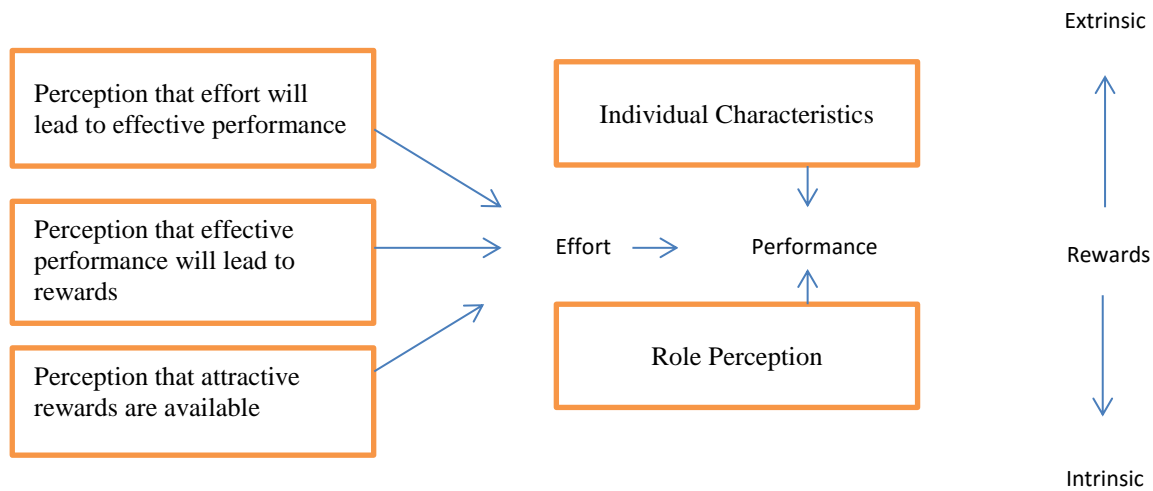 Extrinsic
Perception that effort will
lead to effective performance
Individual Characteristics
Perception that effective
performance will lead to
rewards
Effort
Performance
Rewards
Role Perception
Perception that attractive
rewards are available
Intrinsic